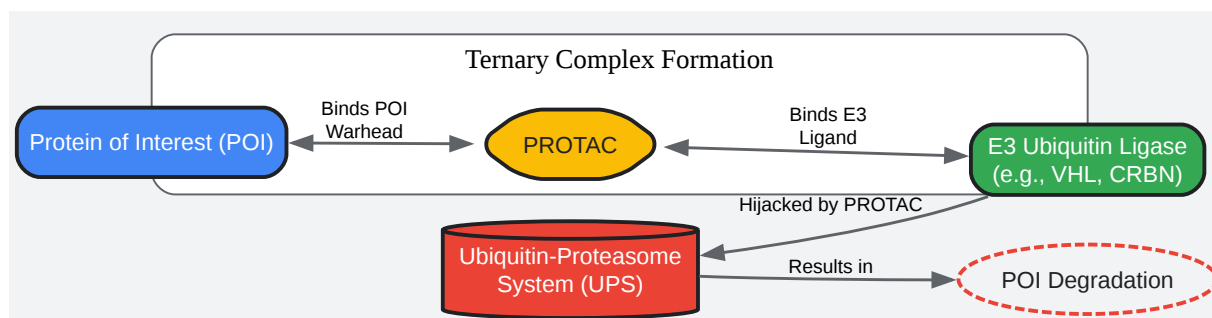 Ternary Complex Formation
Protein of Interest (POI)
Binds POI
Warhead
PROTAC
Binds E3
Ligand
E3 Ubiquitin Ligase
(e.g., VHL, CRBN)
Hijacked by PROTAC
Ubiquitin-Proteasome
System (UPS)
Results in
POI Degradation